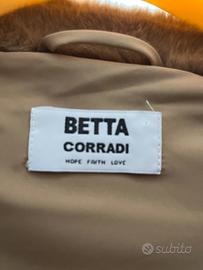 BETTA
CORRADI
HOPE FAITH LOVE
subito